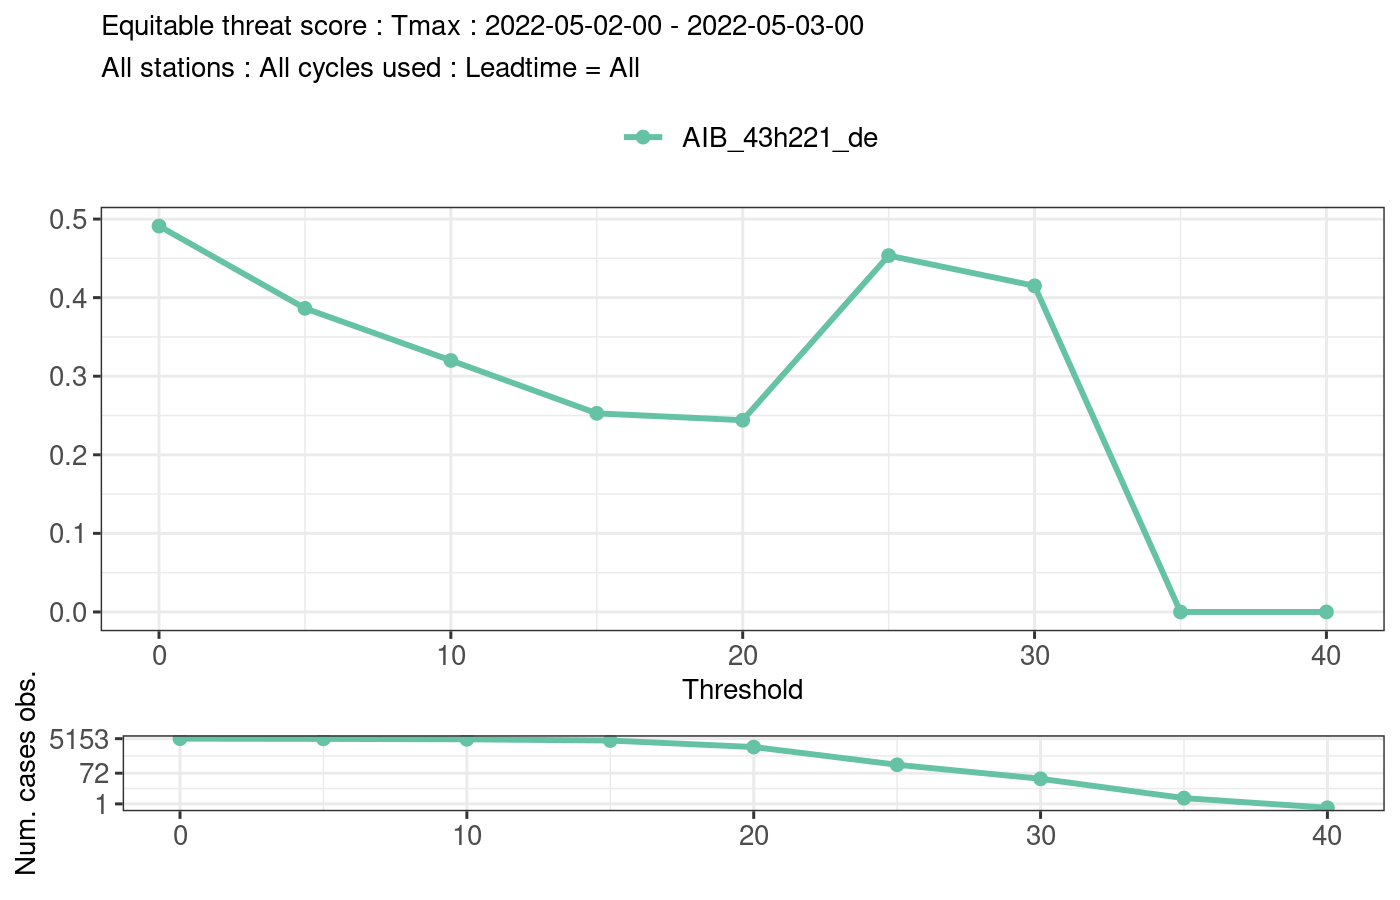 Equitable threat score : Tmax : 2022-05-02-00 - 2022-05-03-00
All stations : All cycles used : Leadtime = All
AIB_43h221_de
0.5
0.4
0.3
0.2
0.1
0.0
0 10 20 30 40
Threshold
Num. cases obs.
5153
72
1
0 10 20 30 40